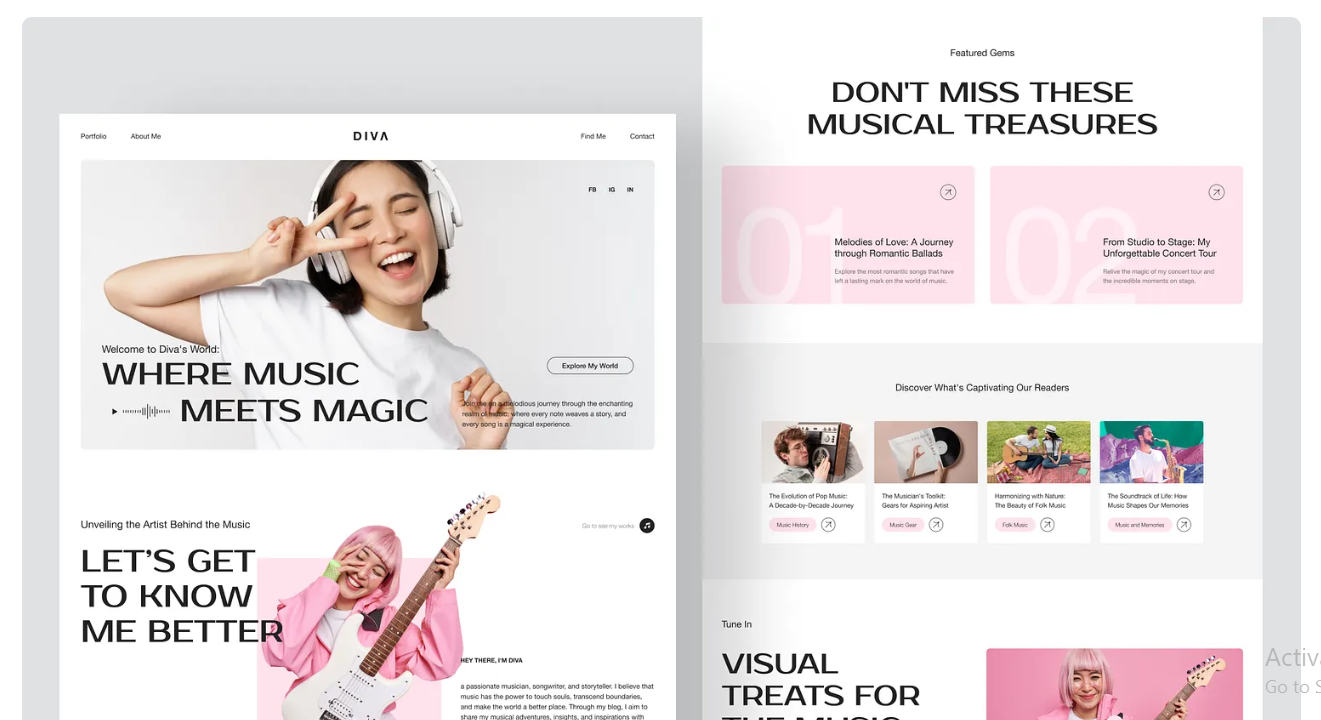 Portfolio
About Me
DIVA
Find Me
Contact
FB IG IN
Welcome to Diva's World:
WHERE MUSIC
MEETS MAGIC
Explore My World
Join me on a melodious journey through the enchanting
realm of music, where every note weaves a story, and
every song is a magical experience.
Unveiling the Artist Behind the Music
Go to see my works
LET'S GET
TO KNOW
ME BETTER
HEY THERE, I'M DIVA
a passionate musician, songwriter, and storyteller. I believe that
music has the power to touch souls, transcend boundaries,
and make the world a better place. Through my blog, I aim to
share my musical adventures, insights, and inspirations with
Featured Gems
DON'T MISS THESE
MUSICAL TREASURES
01
Melodies of Love: A Journey
through Romantic Ballads
Explore the most romantic songs that have
left a lasting mark on the world of music.
02
From Studio to Stage: My
Unforgettable Concert Tour
Relive the magic of my concert tour and
the incredible moments on stage.
Discover What's Captivating Our Readers
The Evolution of Pop Music:
A Decade-by-Decade Journey
Music History
The Musician's Toolkit:
Gears for Aspiring Artist
Music Gear
Harmonizing with Nature:
The Beauty of Folk Music
Folk Music
The Soundtrack of Life: How
Music Shapes Our Memories
Music and Memories
Tune In
VISUAL
TREATS FOR
THE MUSIC
Activa
Go to S